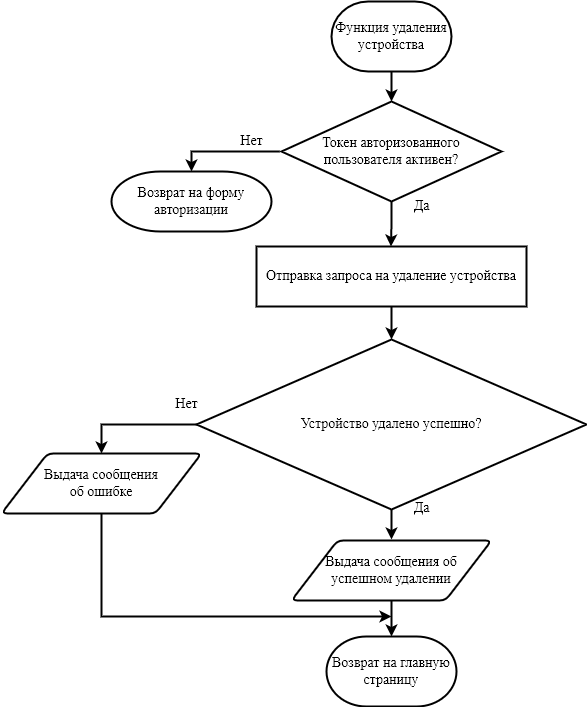 Функция удаления
устройства
Токен авторизованного
пользователя активен?
Нет
Возврат на форму
авторизации
Да
Отправка запроса на удаление устройства
Устройство удалено успешно?
Нет
Выдача сообщения
об ошибке
Да
Выдача сообщения об
успешном удалении
Возврат на главную
страницу